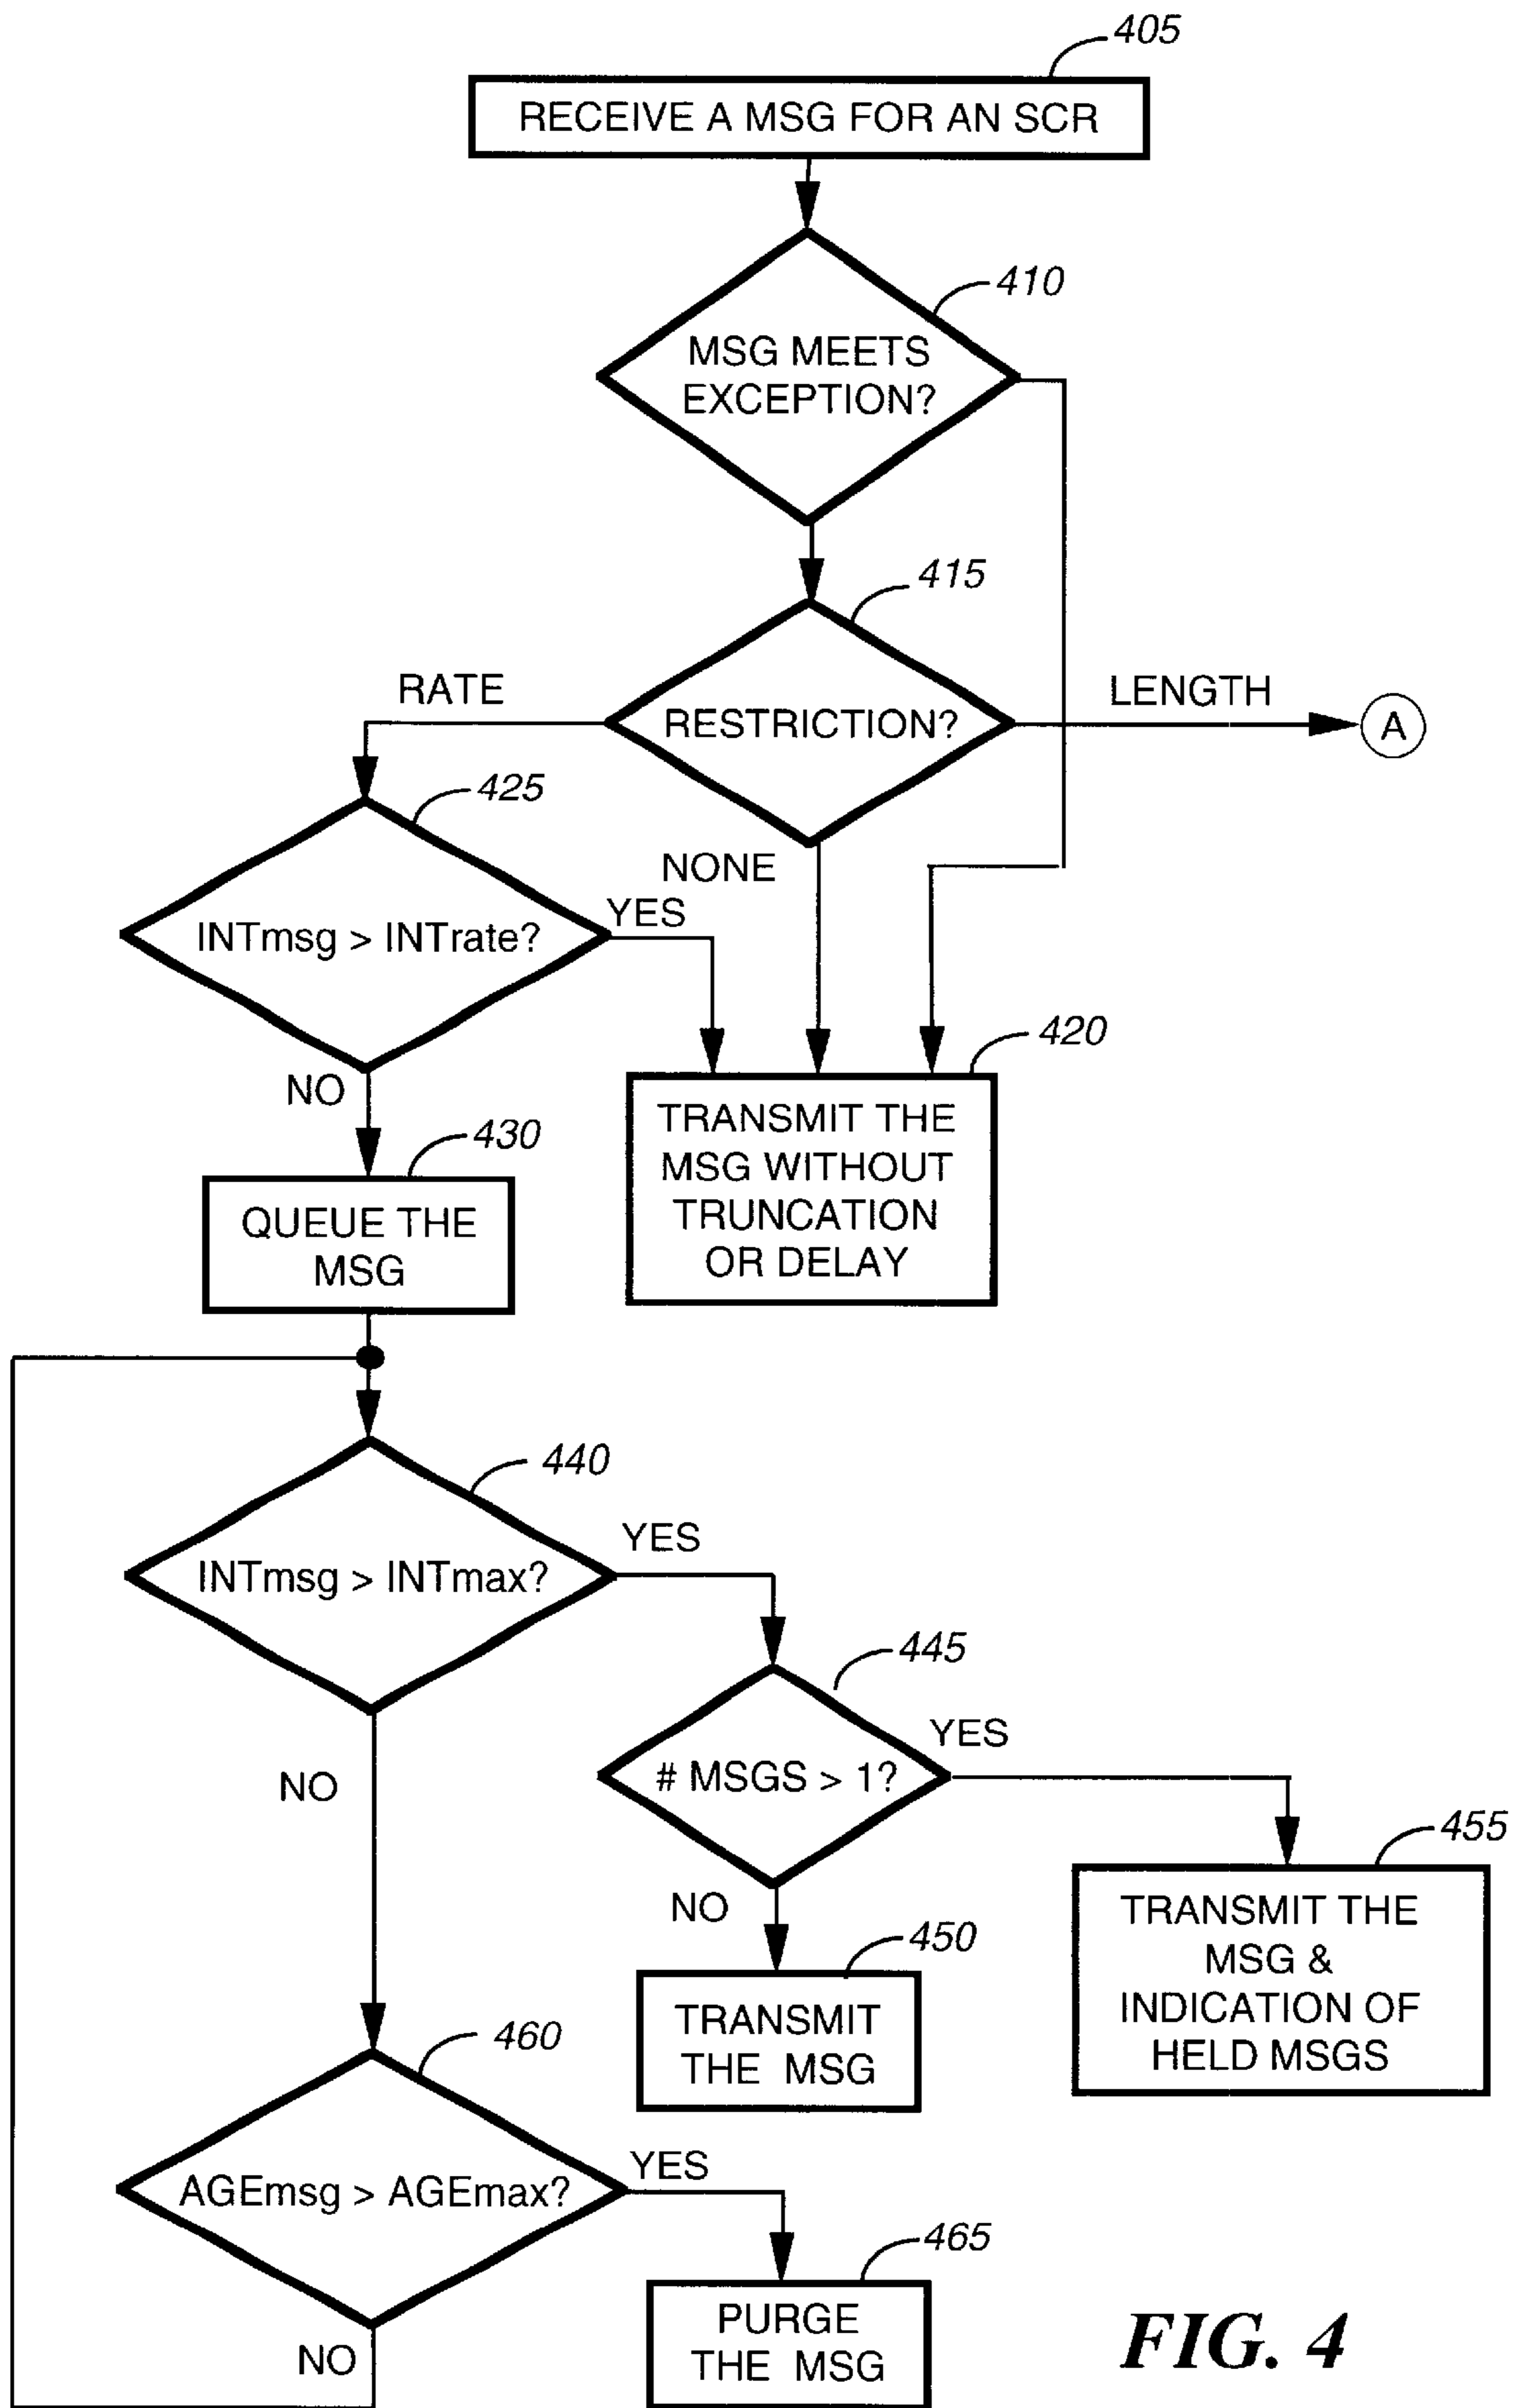 405
RECEIVE A MSG FOR AN SCR
410
MSG MEETS
EXCEPTION?
415
RATE
RESTRICTION?
LENGTH
A
425
NONE
YES
INTmsg > INTrate?
420
NO
TRANSMIT THE
MSG WITHOUT
TRUNCATION
OR DELAY
430
QUEUE THE
MSG
440
YES
INTmsg > INTmax?
445
YES
# MSGS > 1?
NO
455
TRANSMIT THE
MSG &
INDICATION OF
HELD MSGS
NO
450
TRANSMIT
THE MSG
460
YES
AGEmsg > AGEmax?
465
PURGE
THE MSG
NO
FIG. 4